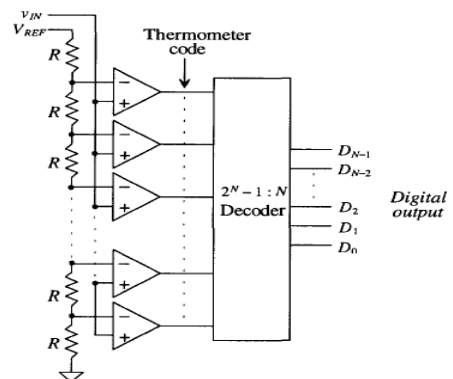 v_IN
V_REF
Thermometer
code
R
R
R
R
R
−
+
−
+
−
+
−
+
−
+
2^N−1 : N
Decoder
D_N−1
D_N−2
D_2
D_1
D_0
Digital
output